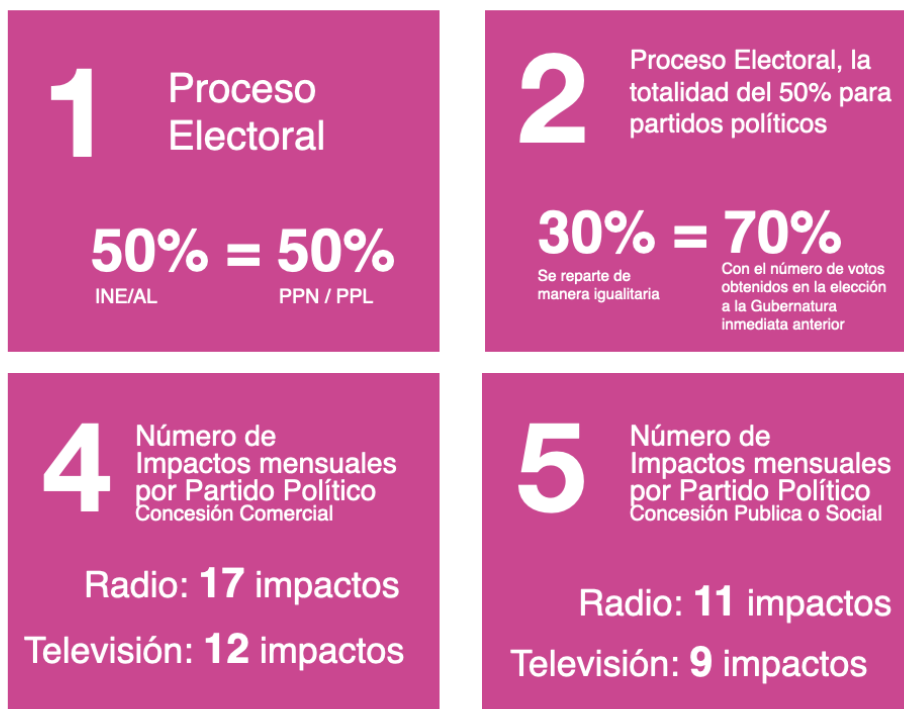 1
Proceso
Electoral
50% = 50%
INE/AL
PPN / PPL
2
Proceso Electoral, la
totalidad del 50% para
partidos políticos
30% = 70%
Se reparte de
manera igualitaria
Con el número de votos
obtenidos en la elección
a la Gubernatura
inmediata anterior
4
Número de
Impactos mensuales
por Partido Político
Concesión Comercial
Radio: 17 impactos
Televisión: 12 impactos
5
Número de
Impactos mensuales
por Partido Político
Concesión Publica o Social
Radio: 11 impactos
Televisión: 9 impactos